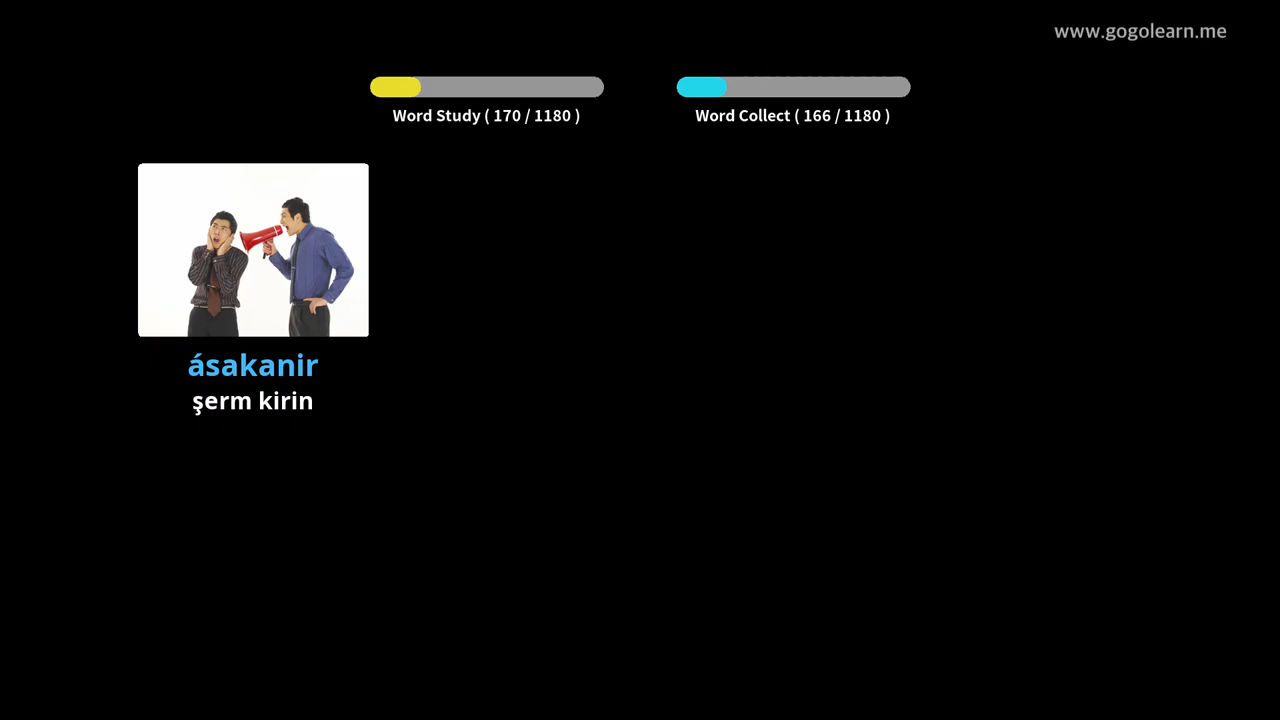 www.gogolearn.me
Word Study ( 170 / 1180 )
Word Collect ( 166 / 1180 )
ásakanir
şerm kirin